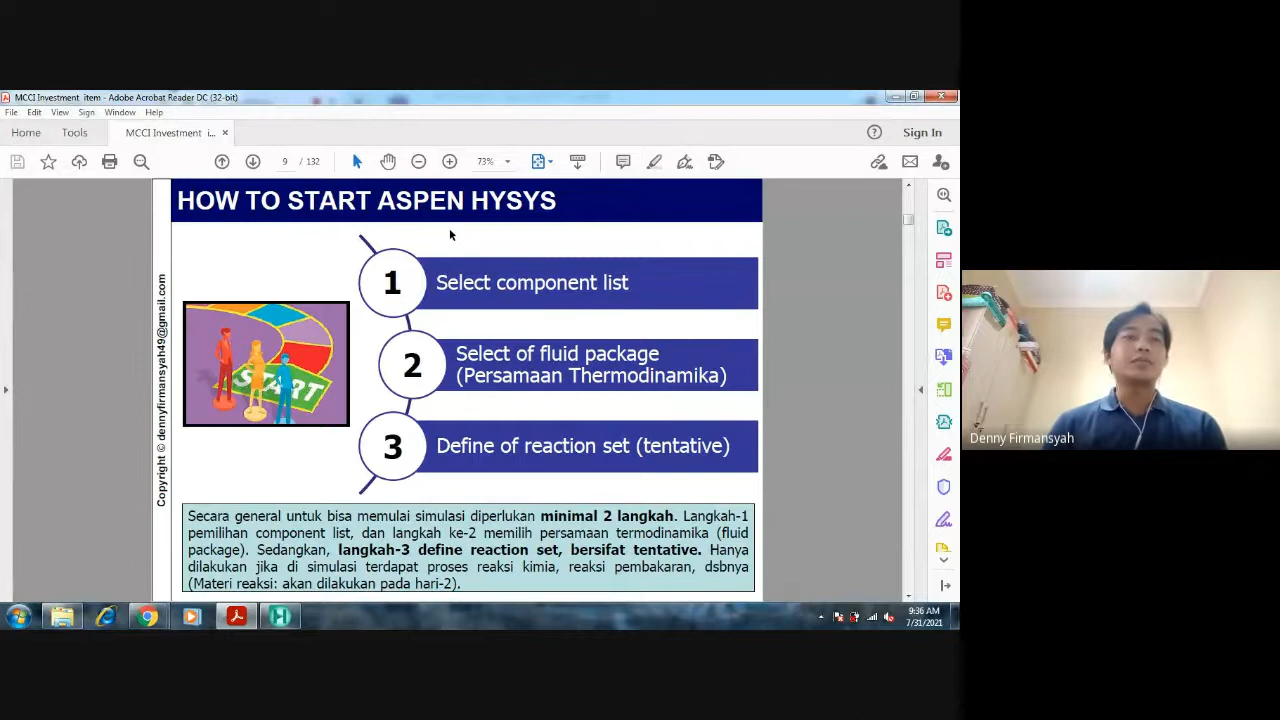 MCCI Investment item - Adobe Acrobat Reader DC (32-bit)
File Edit View Sign Window Help
Home Tools MCCI Investment i... × Sign In
9 / 132 73%
HOW TO START ASPEN HYSYS
1 Select component list
2 Select of fluid package
(Persamaan Thermodinamika)
3 Define of reaction set (tentative)
START
Copyright © dennyfirmansyah49@gmail.com
Secara general untuk bisa memulai simulasi diperlukan minimal 2 langkah. Langkah-1
pemilihan component list, dan langkah ke-2 memilih persamaan termodinamika (fluid
package). Sedangkan, langkah-3 define reaction set, bersifat tentative. Hanya
dilakukan jika di simulasi terdapat proses reaksi kimia, reaksi pembakaran, dsbnya
(Materi reaksi: akan dilakukan pada hari-2).
Denny Firmansyah
9:36 AM
7/31/2021